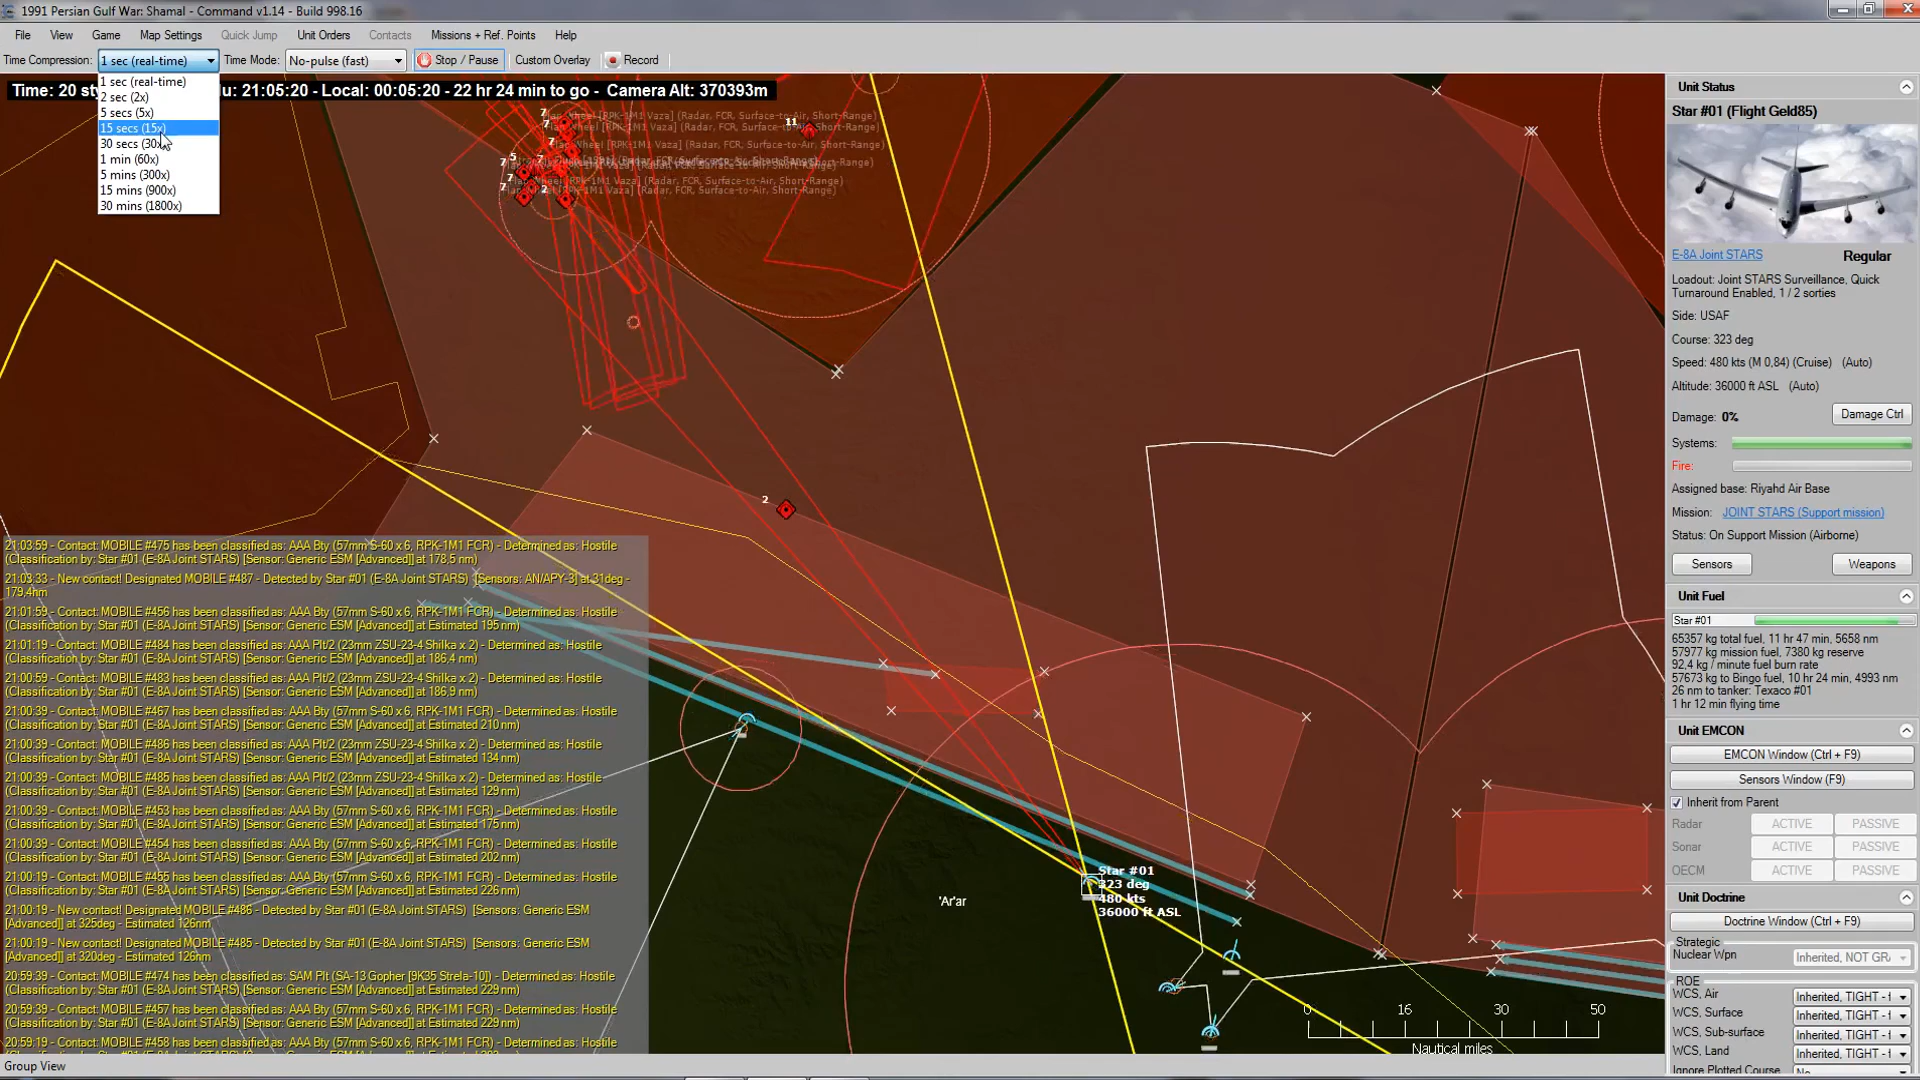 1991 Persian Gulf War: Shamal - Command v1.14 - Build 998.16
File View Game Map Settings Quick Jump Unit Orders Contacts Missions + Ref. Points Help
Time Compression: 1 sec (real-time) Time Mode: No-pulse (fast) Stop / Pause Custom Overlay Record
1 sec (real-time)
2 sec (2x)
5 secs (5x)
15 secs (15x)
30 secs (30x)
1 min (60x)
5 mins (300x)
15 mins (900x)
30 mins (1800x)
21:05:20 - Local: 00:05:20 - 22 hr 24 min to go - Camera Alt: 370393m
7
7
7
5
7
7
7
2
11
2
Wheel [RPK-1M1 Vaza] (Radar, FCR, Surface-to-Air, Short-Range)
21:03:59 - Contact: MOBILE #475 has been classified as: AAA Bty (57mm S-60 x 6, RPK-1M1 FCR) - Determined as: Hostile
(Classification by: Star #01 (E-8A Joint STARS) [Sensor: Generic ESM [Advanced]] at 178,5 nm)
21:03:33 - New contact! Designated MOBILE #487 - Detected by Star #01 (E-8A Joint STARS) [Sensors: AN/APY-3] at 31deg -
179,4nm
21:01:59 - Contact: MOBILE #456 has been classified as: AAA Bty (57mm S-60 x 6, RPK-1M1 FCR) - Determined as: Hostile
(Classification by: Star #01 (E-8A Joint STARS) [Sensor: Generic ESM [Advanced]] at Estimated 195 nm)
21:01:19 - Contact: MOBILE #484 has been classified as: AAA Plt/2 (23mm ZSU-23-4 Shilka x 2) - Determined as: Hostile
(Classification by: Star #01 (E-8A Joint STARS) [Sensor: Generic ESM [Advanced]] at 186,4 nm)
21:00:59 - Contact: MOBILE #483 has been classified as: AAA Plt/2 (23mm ZSU-23-4 Shilka x 2) - Determined as: Hostile
(Classification by: Star #01 (E-8A Joint STARS) [Sensor: Generic ESM [Advanced]] at 186,9 nm)
21:00:39 - Contact: MOBILE #467 has been classified as: AAA Bty (57mm S-60 x 6, RPK-1M1 FCR) - Determined as: Hostile
(Classification by: Star #01 (E-8A Joint STARS) [Sensor: Generic ESM [Advanced]] at Estimated 210 nm)
21:00:39 - Contact: MOBILE #486 has been classified as: AAA Plt/2 (23mm ZSU-23-4 Shilka x 2) - Determined as: Hostile
(Classification by: Star #01 (E-8A Joint STARS) [Sensor: Generic ESM [Advanced]] at Estimated 134 nm)
21:00:39 - Contact: MOBILE #485 has been classified as: AAA Plt/2 (23mm ZSU-23-4 Shilka x 2) - Determined as: Hostile
(Classification by: Star #01 (E-8A Joint STARS) [Sensor: Generic ESM [Advanced]] at Estimated 129 nm)
21:00:39 - Contact: MOBILE #453 has been classified as: AAA Bty (57mm S-60 x 6, RPK-1M1 FCR) - Determined as: Hostile
(Classification by: Star #01 (E-8A Joint STARS) [Sensor: Generic ESM [Advanced]] at Estimated 175 nm)
21:00:39 - Contact: MOBILE #454 has been classified as: AAA Bty (57mm S-60 x 6, RPK-1M1 FCR) - Determined as: Hostile
(Classification by: Star #01 (E-8A Joint STARS) [Sensor: Generic ESM [Advanced]] at Estimated 202 nm)
21:00:19 - Contact: MOBILE #455 has been classified as: AAA Bty (57mm S-60 x 6, RPK-1M1 FCR) - Determined as: Hostile
(Classification by: Star #01 (E-8A Joint STARS) [Sensor: Generic ESM [Advanced]] at Estimated 226 nm)
21:00:19 - New contact! Designated MOBILE #486 - Detected by Star #01 (E-8A Joint STARS) [Sensors: Generic ESM
[Advanced]] at 325deg - Estimated 126nm
21:00:19 - New contact! Designated MOBILE #485 - Detected by Star #01 (E-8A Joint STARS) [Sensors: Generic ESM
[Advanced]] at 320deg - Estimated 126nm
20:59:39 - Contact: MOBILE #474 has been classified as: SAM Plt (SA-13 Gopher [9K35 Strela-10]) - Determined as: Hostile
(Classification by: Star #01 (E-8A Joint STARS) [Sensor: Generic ESM [Advanced]] at Estimated 229 nm)
20:59:39 - Contact: MOBILE #457 has been classified as: AAA Bty (57mm S-60 x 6, RPK-1M1 FCR) - Determined as: Hostile
(Classification by: Star #01 (E-8A Joint STARS) [Sensor: Generic ESM [Advanced]] at Estimated 229 nm)
20:59:19 - Contact: MOBILE #458 has been classified as: AAA Bty (57mm S-60 x 6, RPK-1M1 FCR) - Determined as: Hostile
'Ar'ar
Star #01
323 deg
480 kts
36000 ft ASL
0 16 30 50
Nautical miles
Group View
Unit Status
Star #01 (Flight Geld85)
E-8A Joint STARS Regular
Loadout: Joint STARS Surveillance, Quick
Turnaround Enabled, 1 / 2 sorties
Side: USAF
Course: 323 deg
Speed: 480 kts (M 0,84) (Cruise) (Auto)
Altitude: 36000 ft ASL (Auto)
Damage: 0% Damage Ctrl
Systems:
Fire:
Assigned base: Riyahd Air Base
Mission: JOINT STARS (Support mission)
Status: On Support Mission (Airborne)
Sensors Weapons
Unit Fuel
Star #01
65357 kg total fuel, 11 hr 47 min, 5658 nm
57977 kg mission fuel, 7380 kg reserve
92,4 kg / minute fuel burn rate
57673 kg to Bingo fuel, 10 hr 24 min, 4993 nm
26 nm to tanker: Texaco #01
1 hr 12 min flying time
Unit EMCON
EMCON Window (Ctrl + F9)
Sensors Window (F9)
Inherit from Parent
Radar ACTIVE PASSIVE
Sonar ACTIVE PASSIVE
OECM ACTIVE PASSIVE
Unit Doctrine
Doctrine Window (Ctrl + F9)
Strategic
Nuclear Wpn Inherited, NOT GRA
ROE
WCS, Air Inherited, TIGHT - f
WCS, Surface Inherited, TIGHT - f
WCS, Sub-surface Inherited, TIGHT - f
WCS, Land Inherited, TIGHT - f
Ignore Plotted Course No